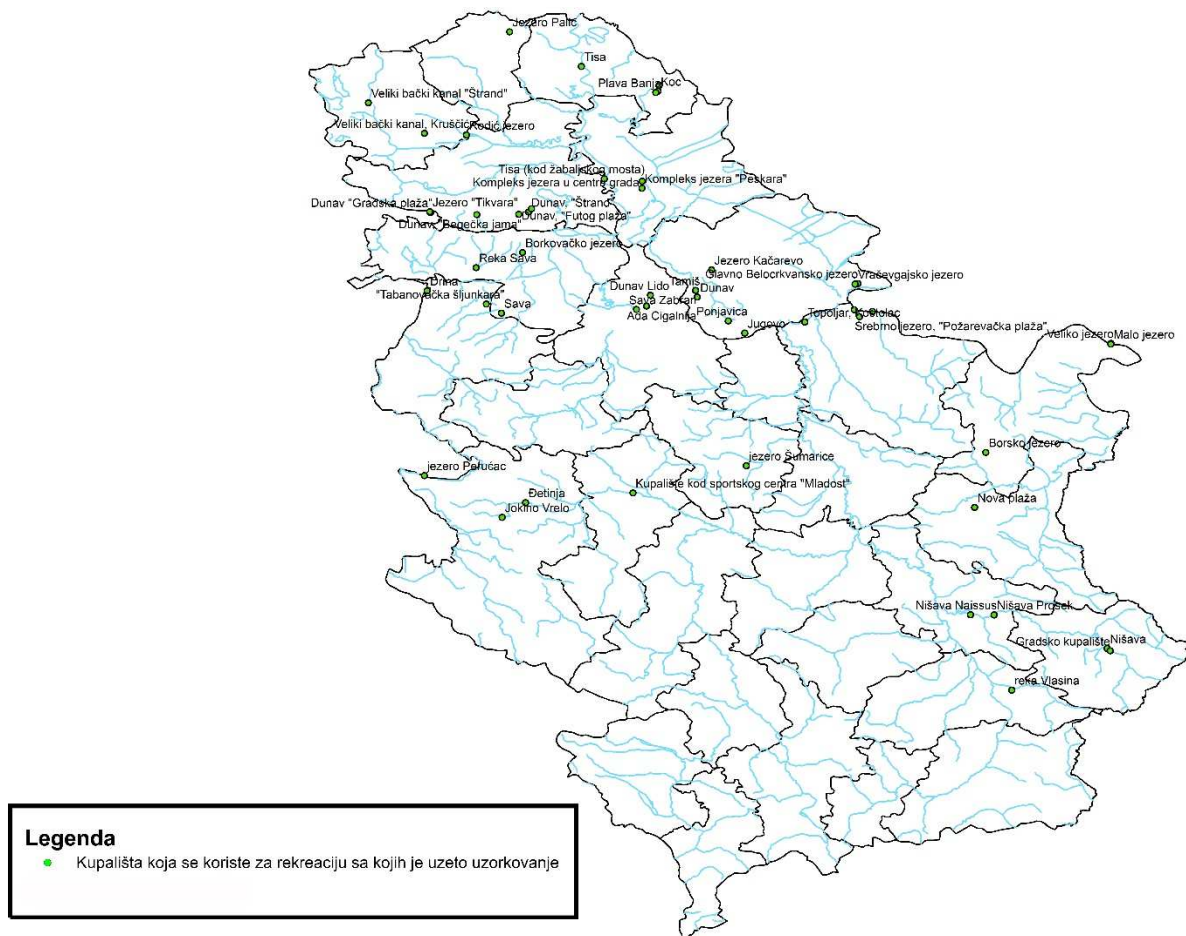 Jezero Palić
Tisa
Plava Banja
Koc
Veliki bački kanal "Štrand"
Veliki bački kanal, Kruščić
Rodić jezero
Tisa (kod žabaljskog mosta)
Kompleks jezera u centru grada
Kompleks jezera "Peskara"
Dunav "Gradska plaža"
Jezero "Tikvara"
Dunav, "Štrand"
Dunav, "Begečka jama"
Dunav, "Futog plaža"
Borkovačko jezero
Reka Sava
Jezero Kačarevo
Glavno Belocrkvansko jezero
Vračevgajsko jezero
Drina
"Tabanovačka šljunkara"
Sava
Dunav Lido
Tamiš
Dunav
Sava Zabran
Ada Ciganlija
Ponjavica
Jugovo
Topoljar, Kostolac
Srebrno jezero, "Požarevačka plaža"
Veliko jezero
Malo jezero
Borsko jezero
jezero Šumarice
jezero Perućac
Kupalište kod sportskog centra "Mladost"
Đetinja
Jokino Vrelo
Nova plaža
Nišava Naissus
Nišava Prosek
Gradsko kupalište
Nišava
reka Vlasina
Legenda
Kupališta koja se koriste za rekreaciju sa kojih je uzeto uzorkovanje